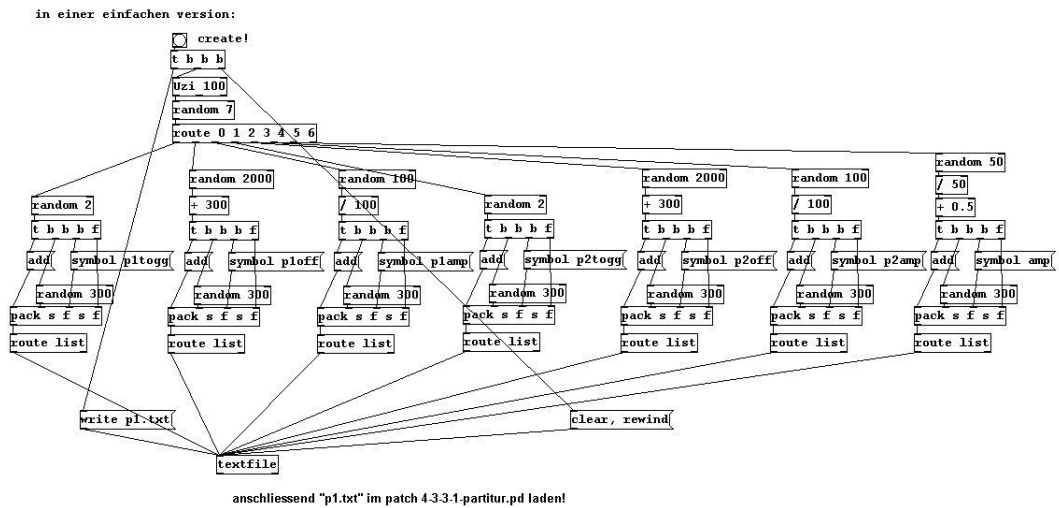 in einer einfachen version:
create!
t b b b
Uzi 100
random 7
route 0 1 2 3 4 5 6
random 2
t b b b f
add
symbol p1togg
random 300
pack s f s f
route list
random 2000
+ 300
t b b b f
add
symbol p1off
random 300
pack s f s f
route list
random 100
/ 100
t b b b f
add
symbol p1amp
random 300
pack s f s f
route list
random 2
t b b b f
add
symbol p2togg
random 300
pack s f s f
route list
random 2000
+ 300
t b b b f
add
symbol p2off
random 300
pack s f s f
route list
random 100
/ 100
t b b b f
add
symbol p2amp
random 300
pack s f s f
route list
random 50
/ 50
+ 0.5
t b b b f
add
symbol amp
random 300
pack s f s f
route list
write p1.txt
clear, rewind
textfile
anschliessend "p1.txt" im patch 4-3-3-1-partitur.pd laden!